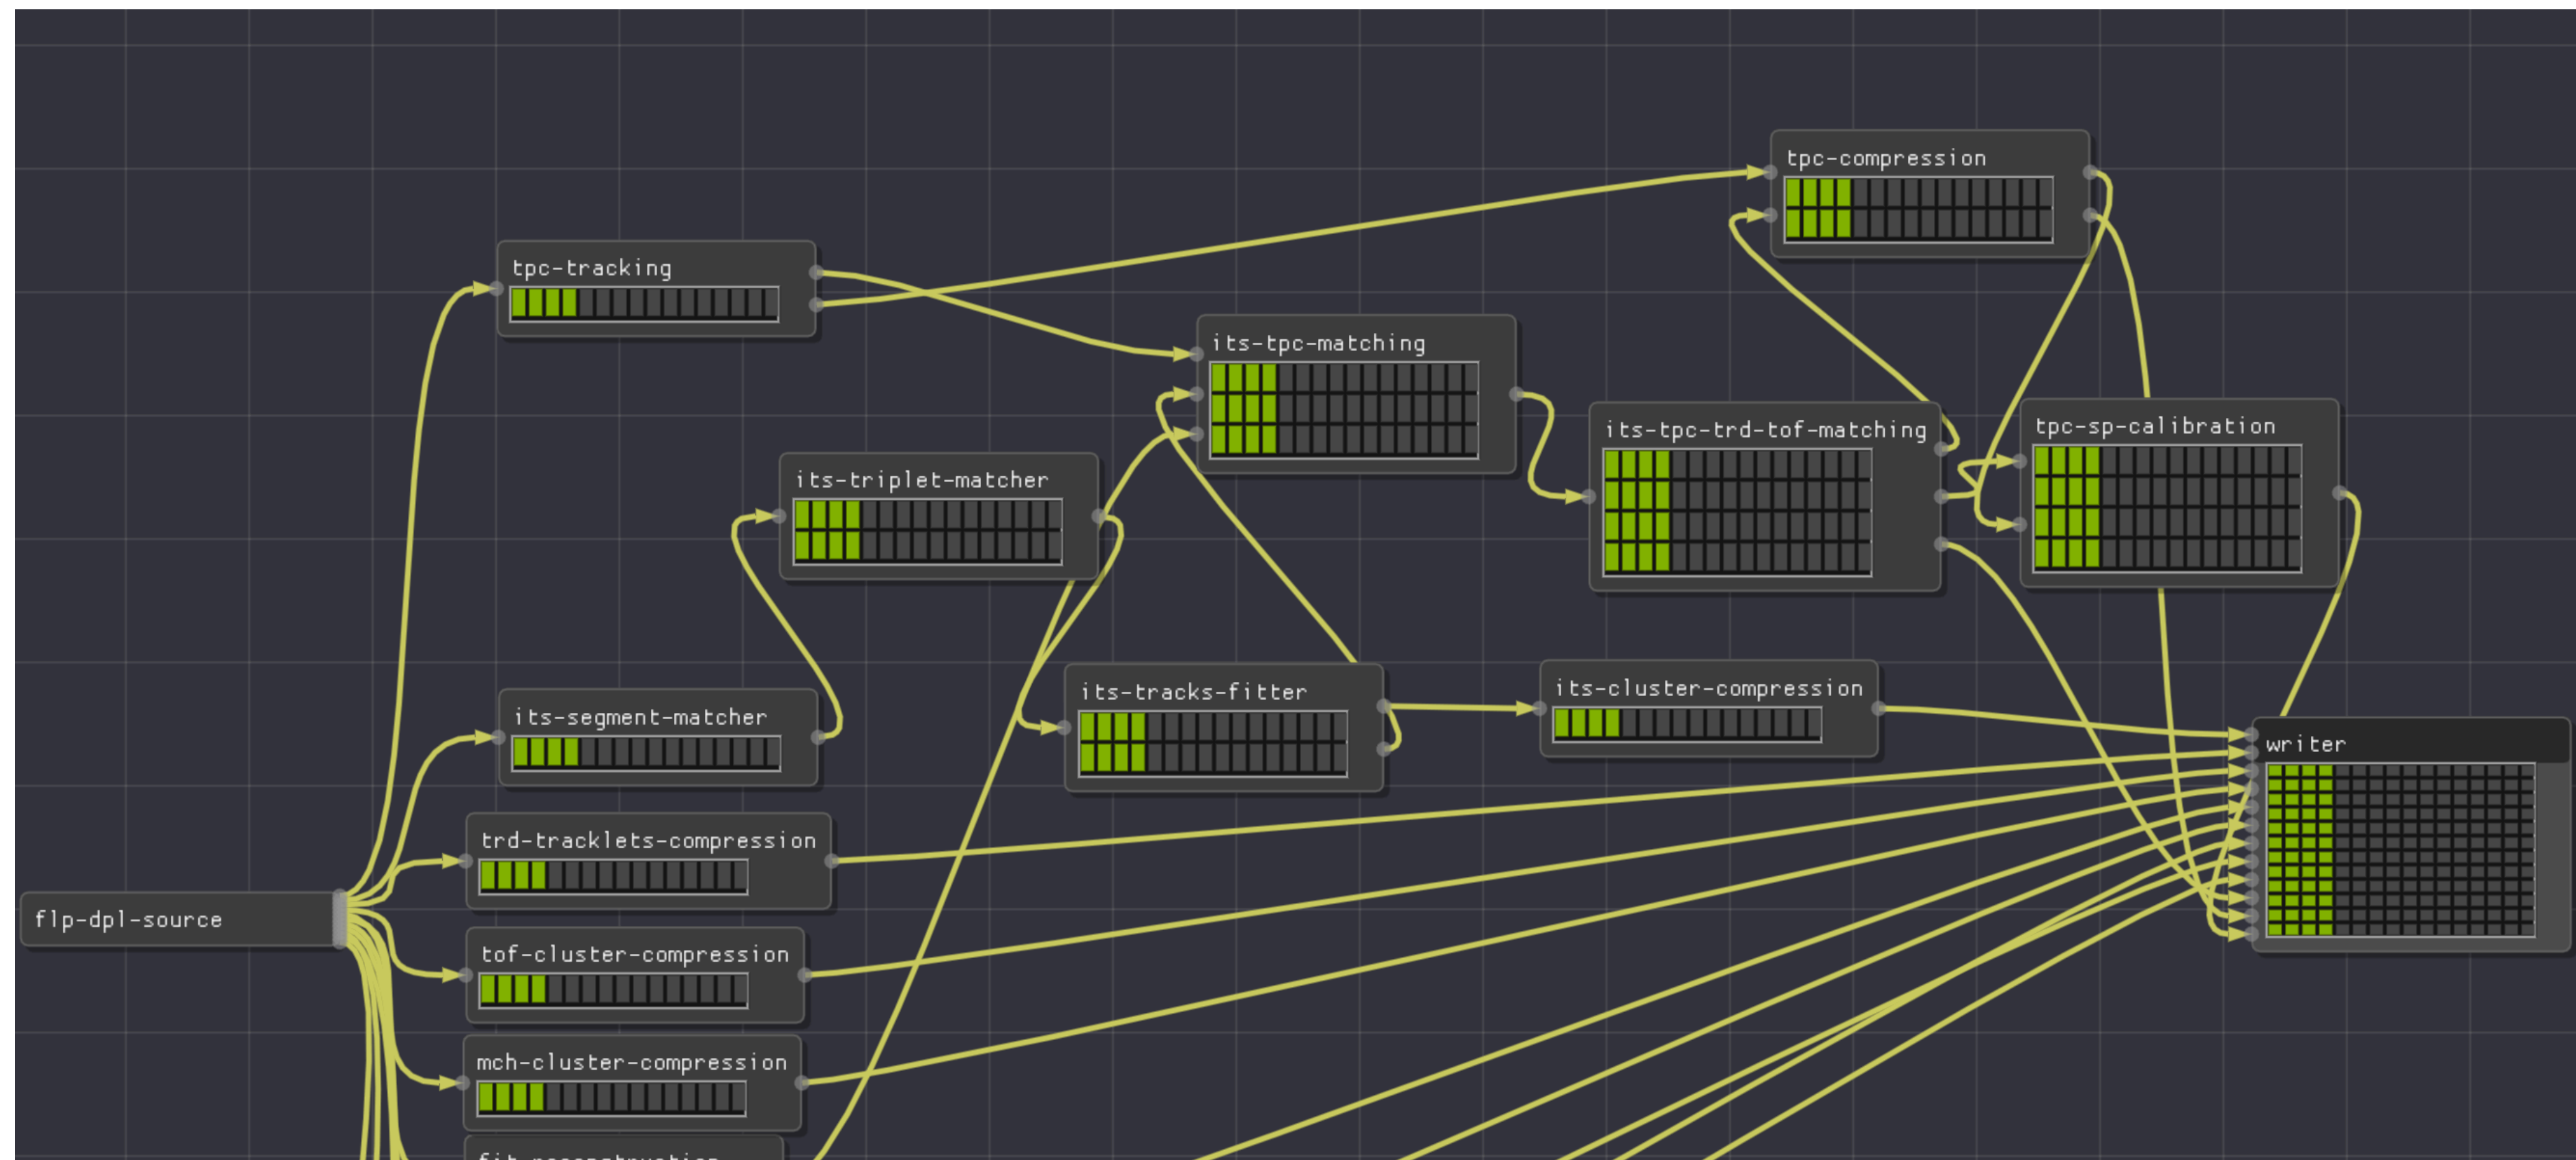 tpc-compression
tpc-tracking
its-tpc-matching
its-tpc-trd-tof-matching
tpc-sp-calibration
its-triplet-matcher
its-tracks-fitter
its-cluster-compression
its-segment-matcher
writer
trd-tracklets-compression
flp-dpl-source
tof-cluster-compression
mch-cluster-compression